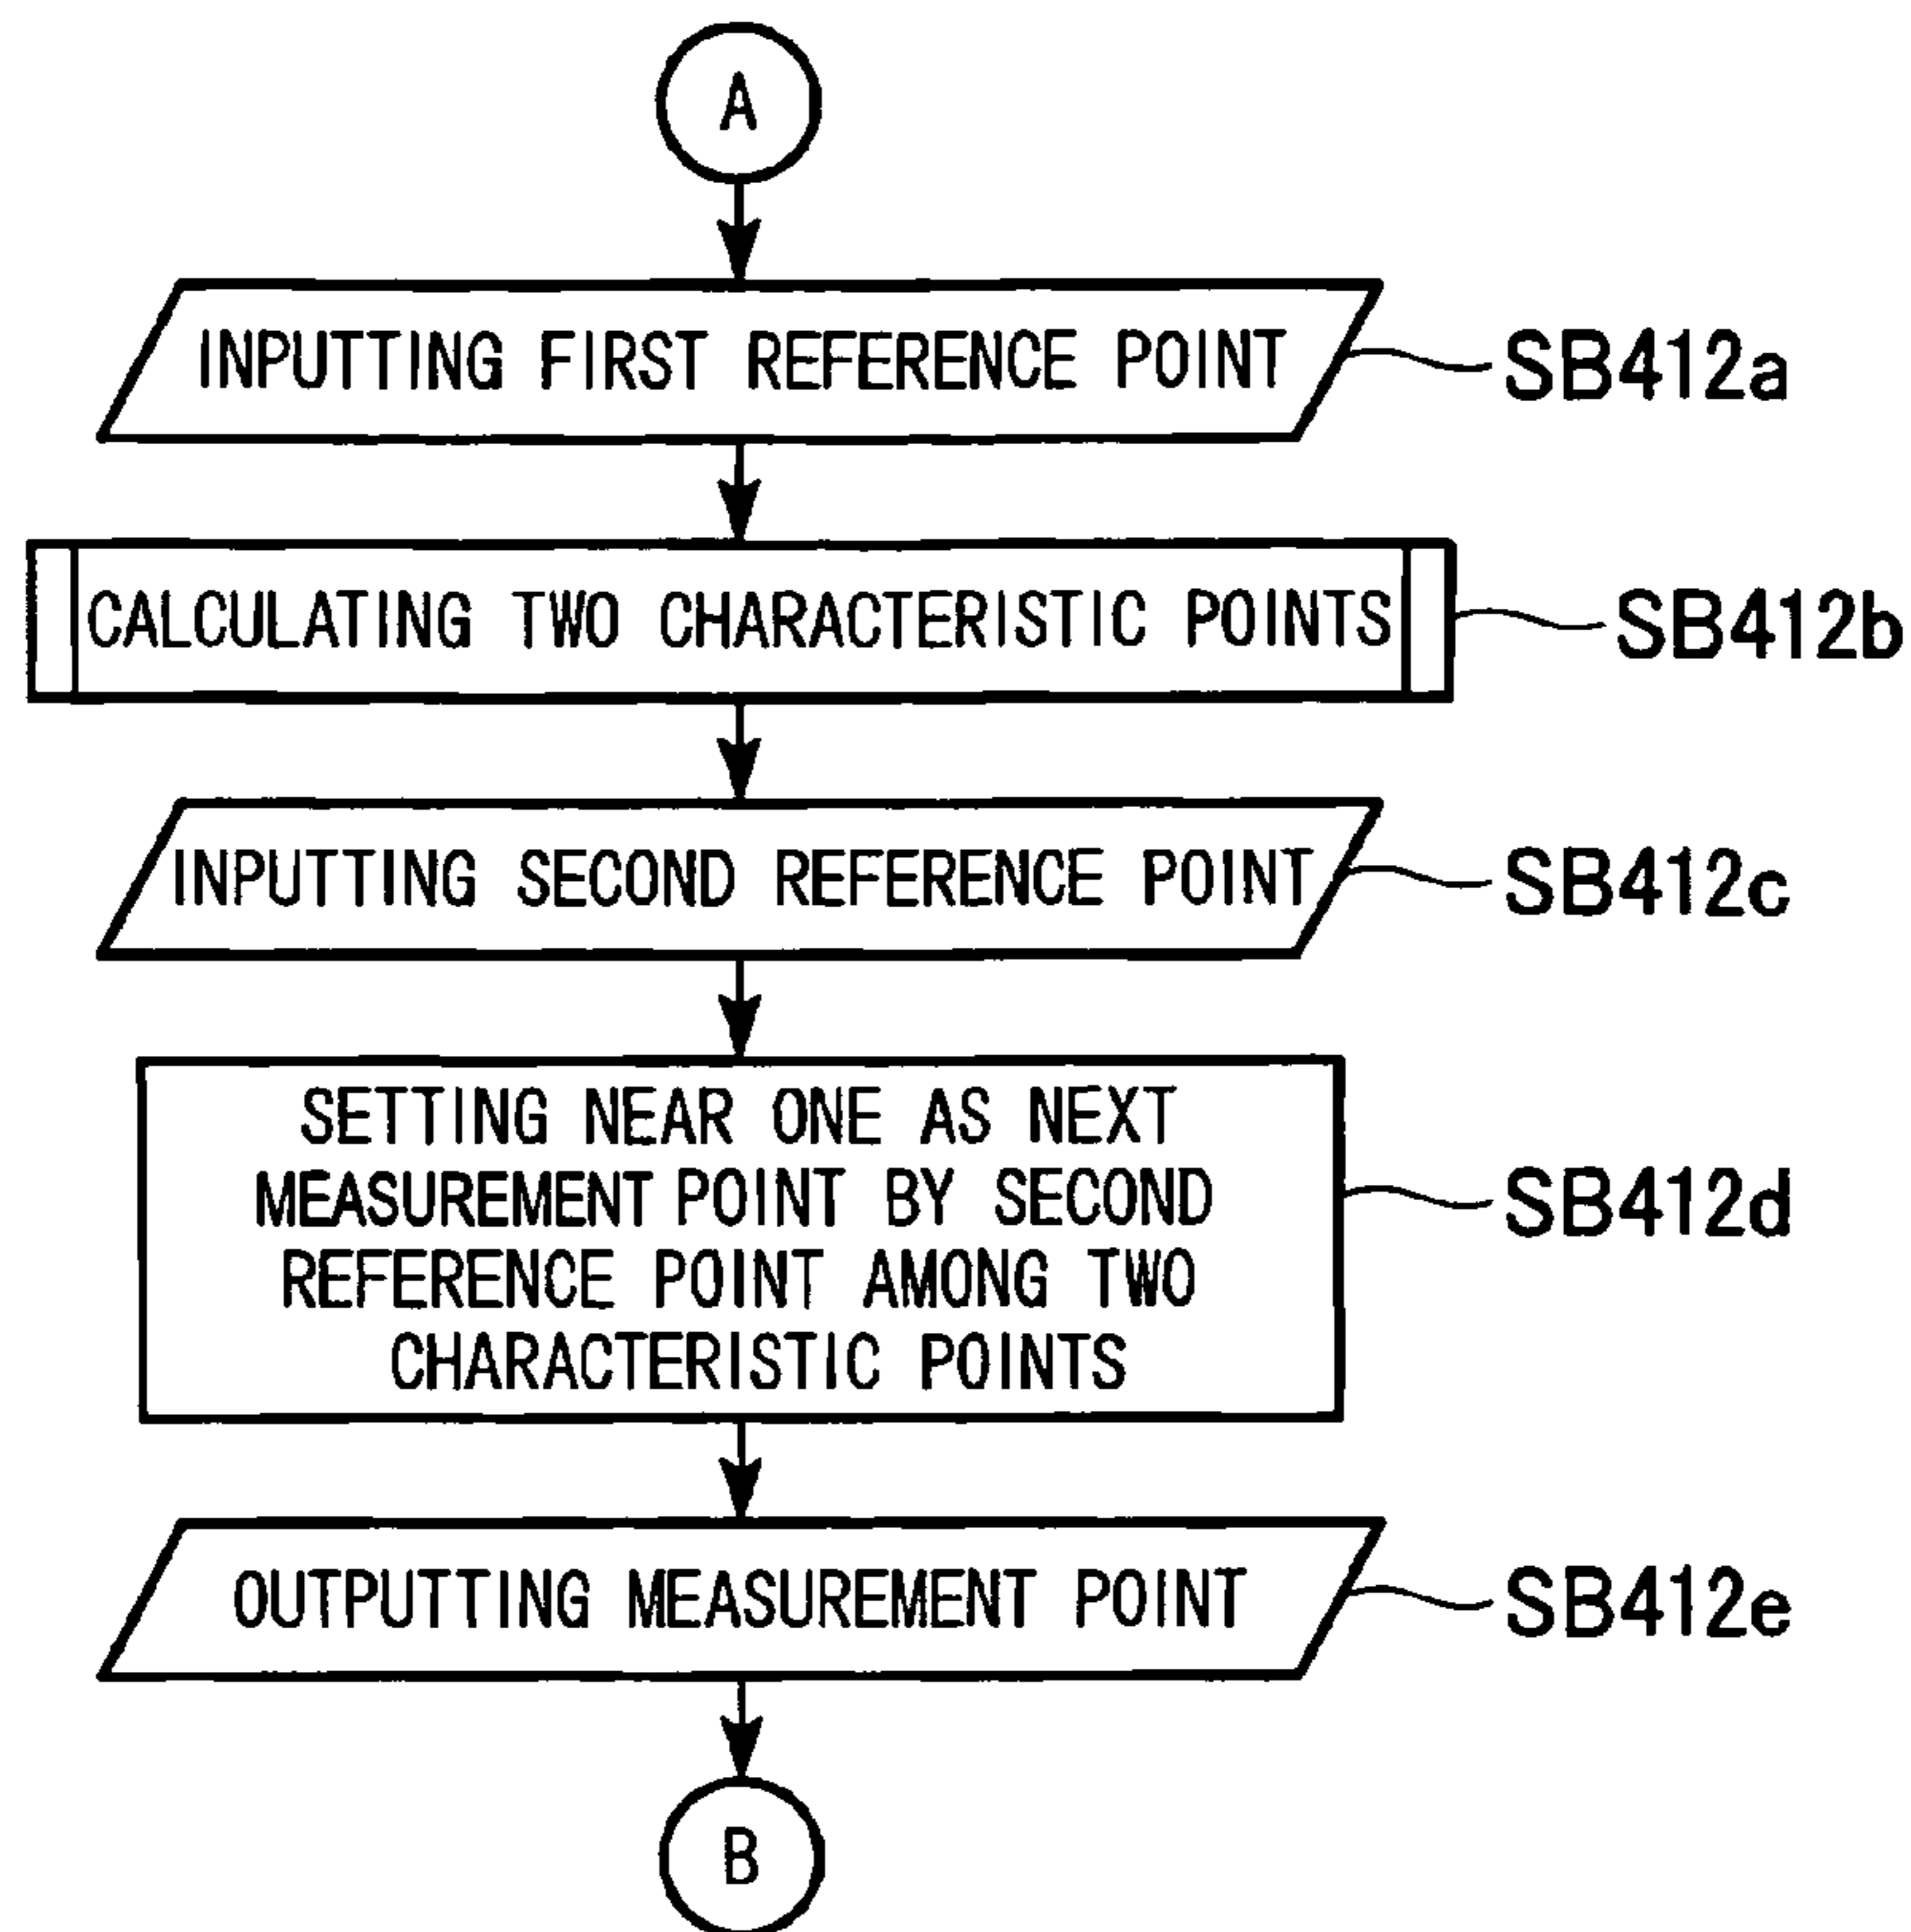 A
INPUTTING FIRST REFERENCE POINT
SB412a
CALCULATING TWO CHARACTERISTIC POINTS
SB412b
INPUTTING SECOND REFERENCE POINT
SB412c
SETTING NEAR ONE AS NEXT
MEASUREMENT POINT BY SECOND
REFERENCE POINT AMONG TWO
CHARACTERISTIC POINTS
SB412d
OUTPUTTING MEASUREMENT POINT
SB412e
B